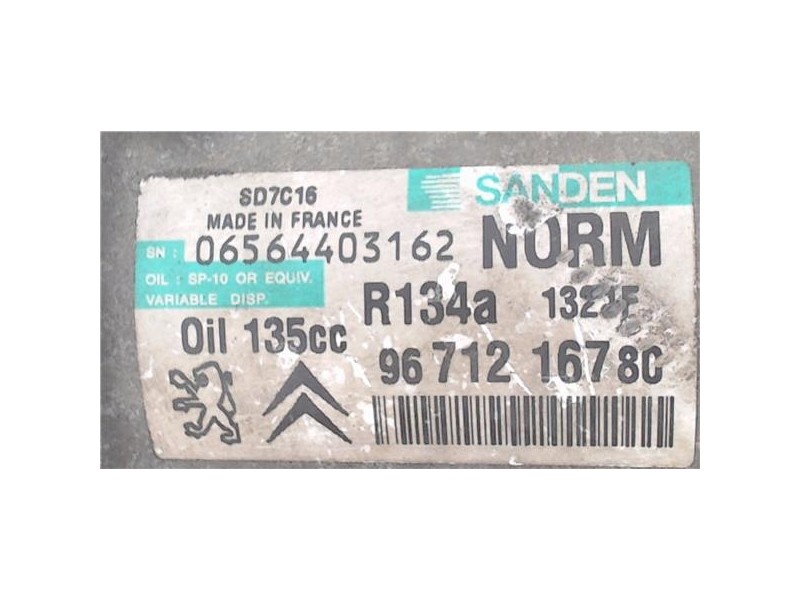 SD7C16
MADE IN FRANCE
SANDEN
SN : 06564403162
NORM
OIL : SP-10 OR EQUIV.
VARIABLE DISP.
R134a
Oil 135cc
96 712 167 80